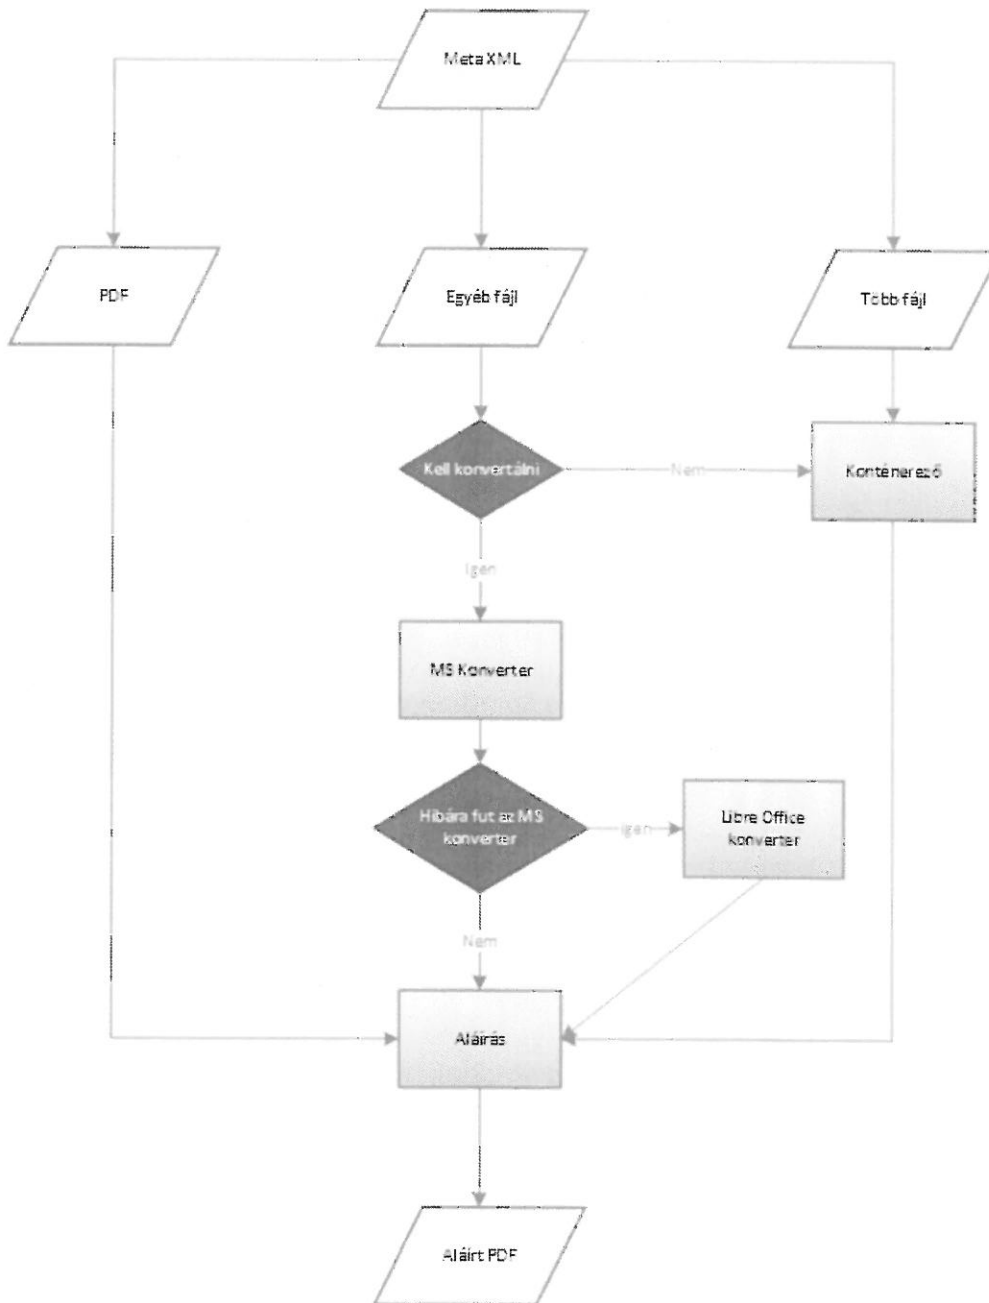 Meta XML
PDF
Egyéb fájl
Több fájl
Kell konvertálni
Nem
Konténerező
Igen
MS Konverter
Hibára fut az MS
konverter
Igen
Libre Office
konverter
Nem
Aláírás
Aláírt PDF